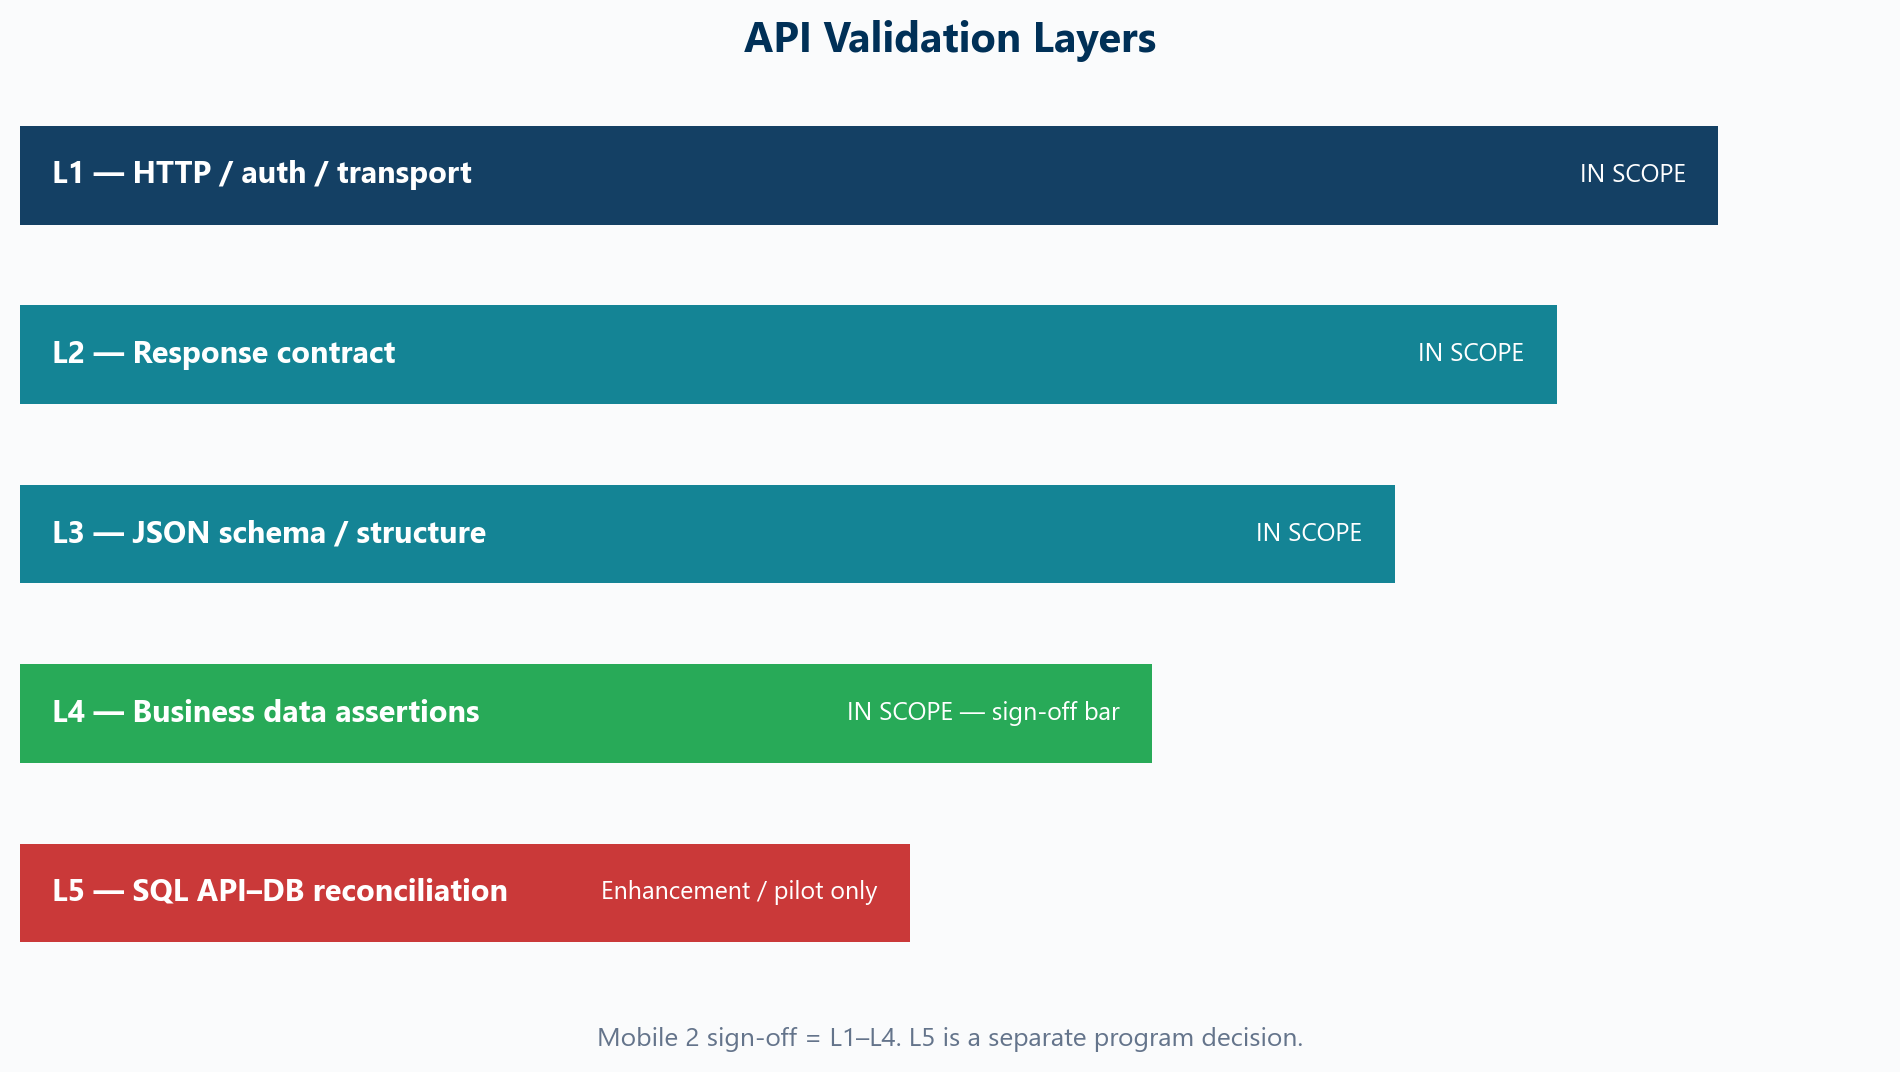 API Validation Layers
L1 — HTTP / auth / transport IN SCOPE
L2 — Response contract IN SCOPE
L3 — JSON schema / structure IN SCOPE
L4 — Business data assertions IN SCOPE — sign-off bar
L5 — SQL API–DB reconciliation Enhancement / pilot only
Mobile 2 sign-off = L1–L4. L5 is a separate program decision.